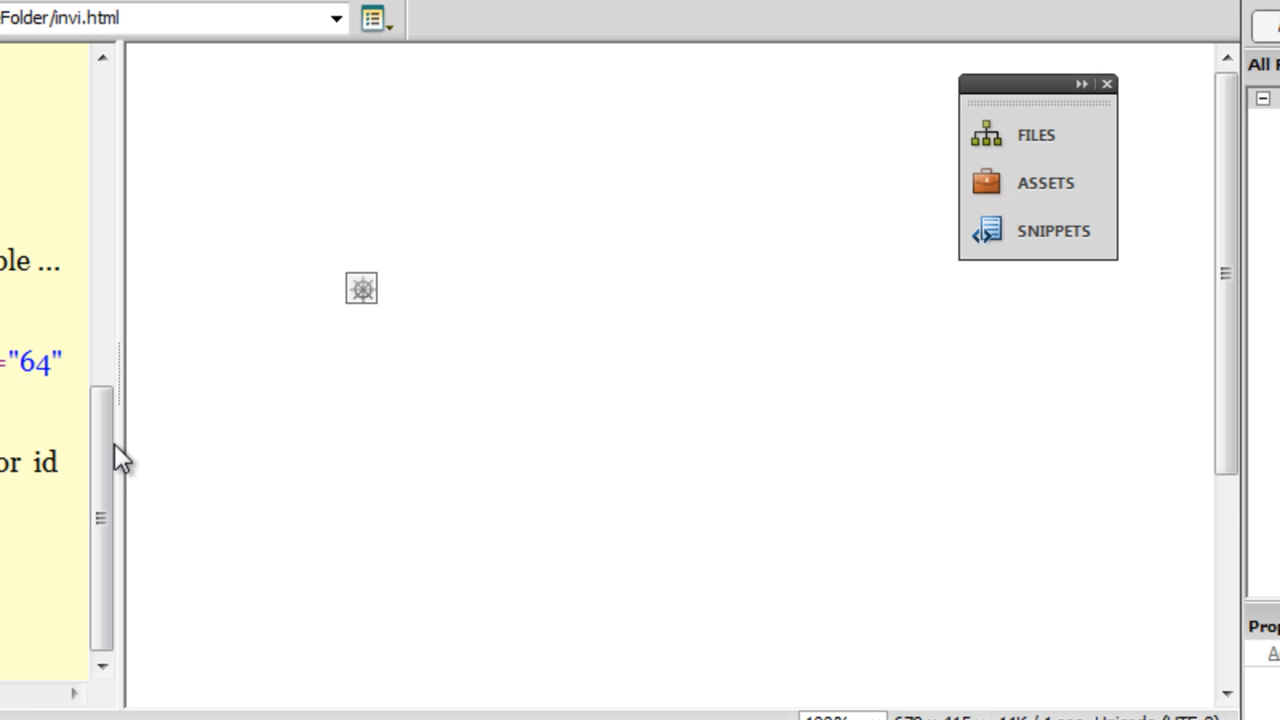 Folder/invi.html
All
FILES
ASSETS
SNIPPETS
ple ...
="64"
or id
Prop